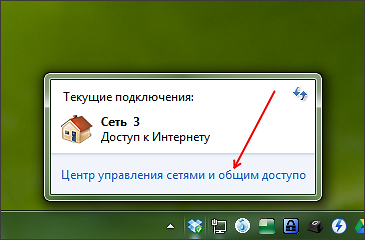 Текущие подключения:
Сеть 3
Доступ к Интернету
Центр управления сетями и общим доступо